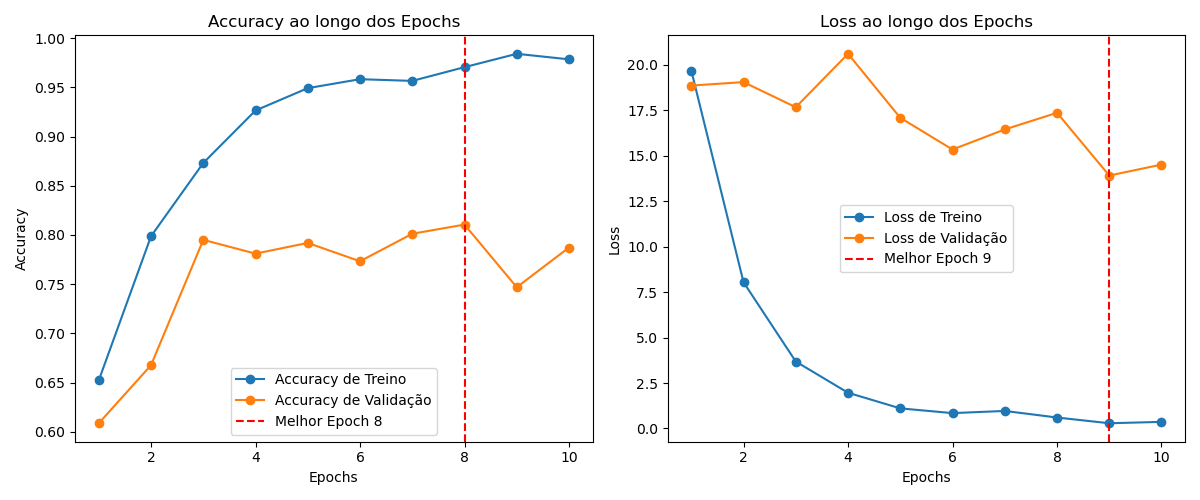 Accuracy ao longo dos Epochs
1.00
0.95
0.90
0.85
0.80
0.75
0.70
0.65
0.60
Accuracy
Accuracy de Treino
Accuracy de Validação
Melhor Epoch 8
2 4 6 8 10
Epochs
Loss ao longo dos Epochs
20.0
17.5
15.0
12.5
10.0
7.5
5.0
2.5
0.0
Loss
Loss de Treino
Loss de Validação
Melhor Epoch 9
2 4 6 8 10
Epochs